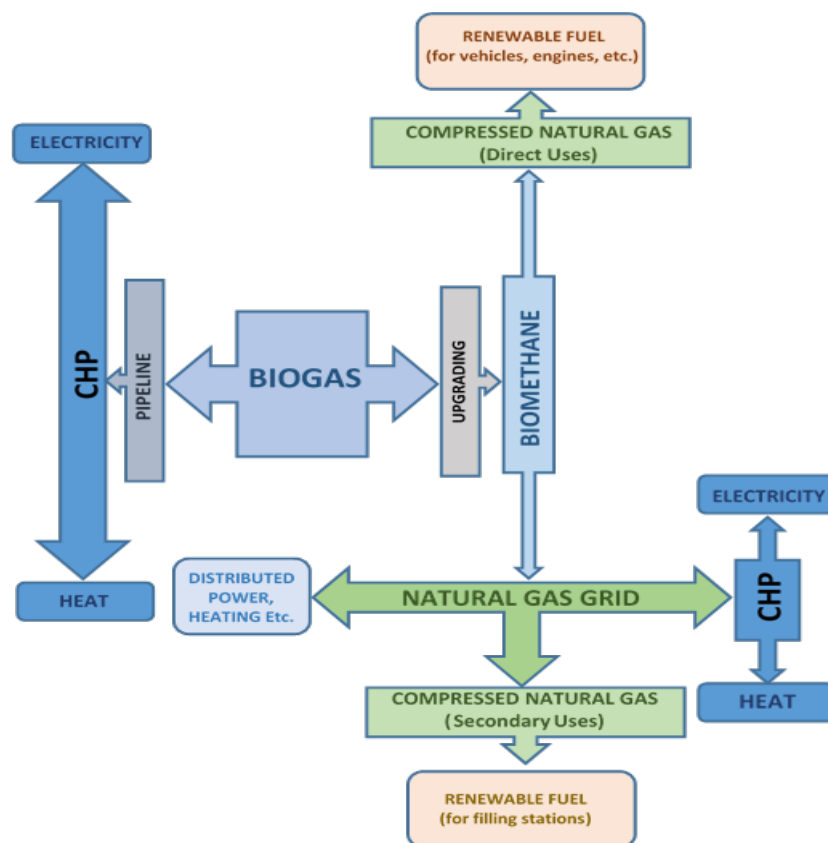 RENEWABLE FUEL
(for vehicles, engines, etc.)
COMPRESSED NATURAL GAS
(Direct Uses)
ELECTRICITY
CHP
PIPELINE
BIOGAS
UPGRADING
BIOMETHANE
HEAT
DISTRIBUTED
POWER,
HEATING Etc.
NATURAL GAS GRID
ELECTRICITY
CHP
HEAT
COMPRESSED NATURAL GAS
(Secondary Uses)
RENEWABLE FUEL
(for filling stations)